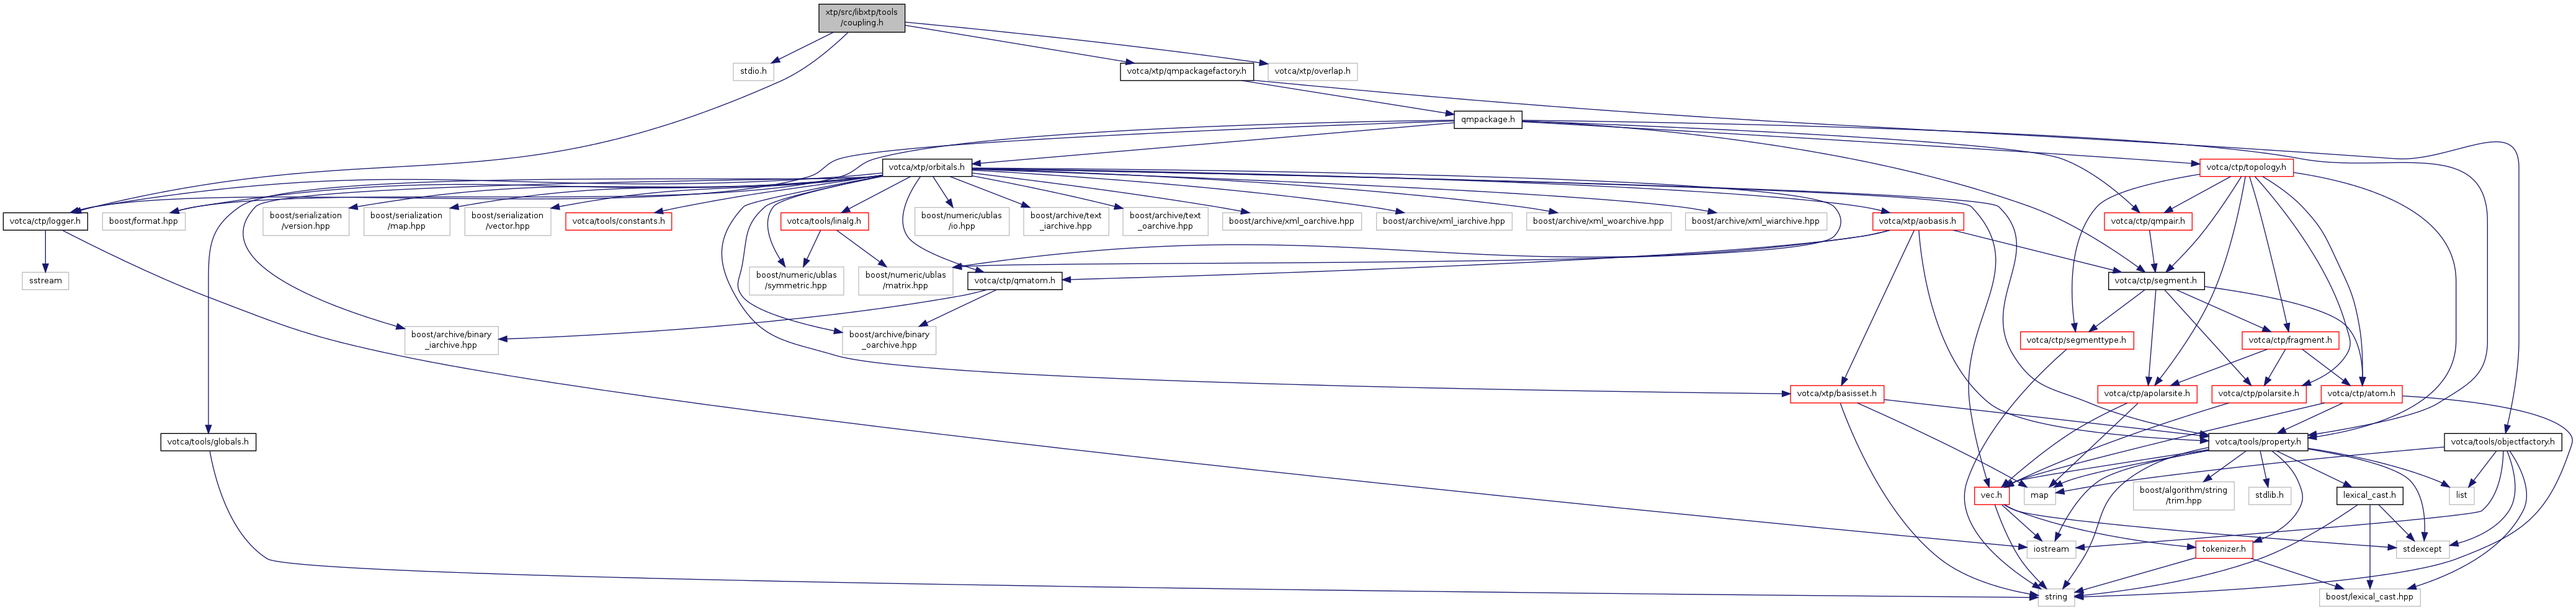 xtp/src/libxtp/tools
/coupling.h
stdio.h
votca/xtp/qmpackagefactory.h
votca/xtp/overlap.h
qmpackage.h
votca/xtp/orbitals.h
votca/ctp/topology.h
votca/ctp/logger.h
boost/format.hpp
boost/serialization
/version.hpp
boost/serialization
/map.hpp
boost/serialization
/vector.hpp
votca/tools/constants.h
votca/tools/linalg.h
boost/numeric/ublas
/io.hpp
boost/archive/text
_iarchive.hpp
boost/archive/text
_oarchive.hpp
boost/archive/xml_oarchive.hpp
boost/archive/xml_iarchive.hpp
boost/archive/xml_woarchive.hpp
boost/archive/xml_wiarchive.hpp
votca/xtp/aobasis.h
votca/ctp/qmpair.h
sstream
boost/numeric/ublas
/symmetric.hpp
boost/numeric/ublas
/matrix.hpp
votca/ctp/qmatom.h
votca/ctp/segment.h
boost/archive/binary
_iarchive.hpp
boost/archive/binary
_oarchive.hpp
votca/ctp/segmenttype.h
votca/ctp/fragment.h
votca/xtp/basisset.h
votca/ctp/apolarsite.h
votca/ctp/polarsite.h
votca/ctp/atom.h
votca/tools/globals.h
votca/tools/property.h
votca/tools/objectfactory.h
vec.h
map
boost/algorithm/string
/trim.hpp
stdlib.h
lexical_cast.h
list
iostream
tokenizer.h
stdexcept
string
boost/lexical_cast.hpp